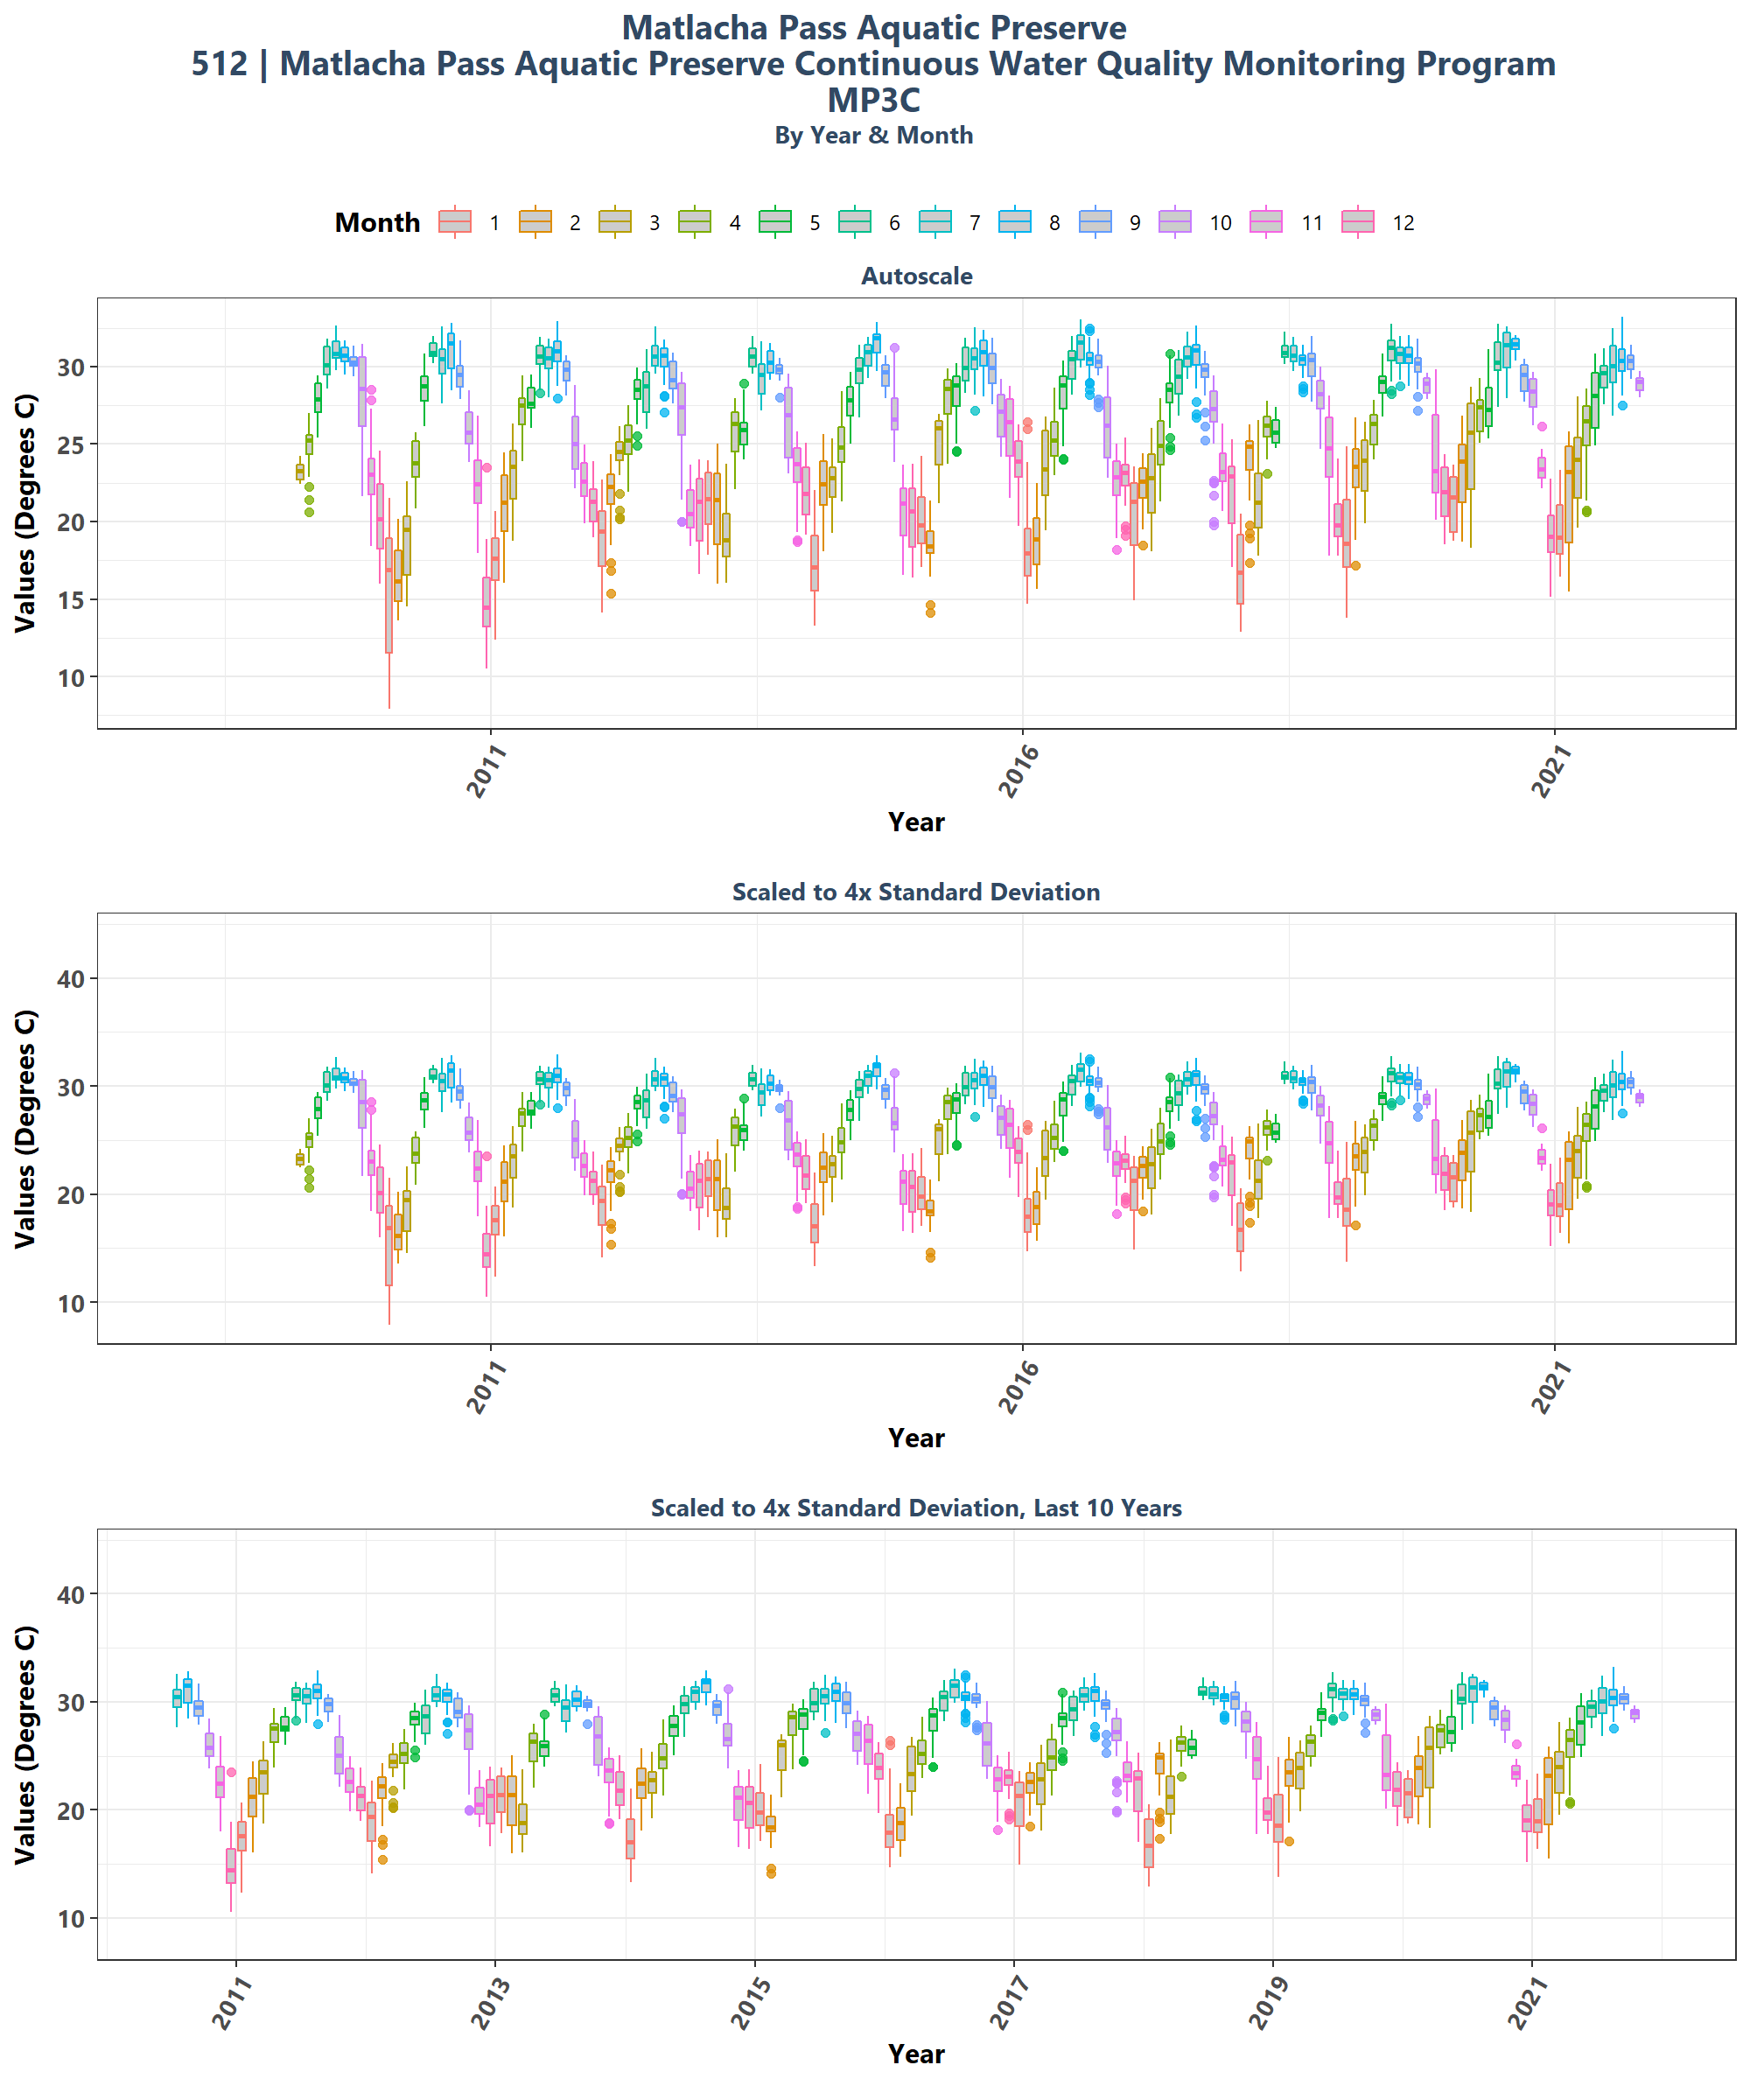 Matlacha Pass Aquatic Preserve
512 | Matlacha Pass Aquatic Preserve Continuous Water Quality Monitoring Program
MP3C
By Year & Month
Month 1 2 3 4 5 6 7 8 9 10 11 12
Autoscale
Values (Degrees C)
30
25
20
15
10
2011 2016 2021
Year
Scaled to 4x Standard Deviation
Values (Degrees C)
40
30
20
10
2011 2016 2021
Year
Scaled to 4x Standard Deviation, Last 10 Years
Values (Degrees C)
40
30
20
10
2011 2013 2015 2017 2019 2021
Year